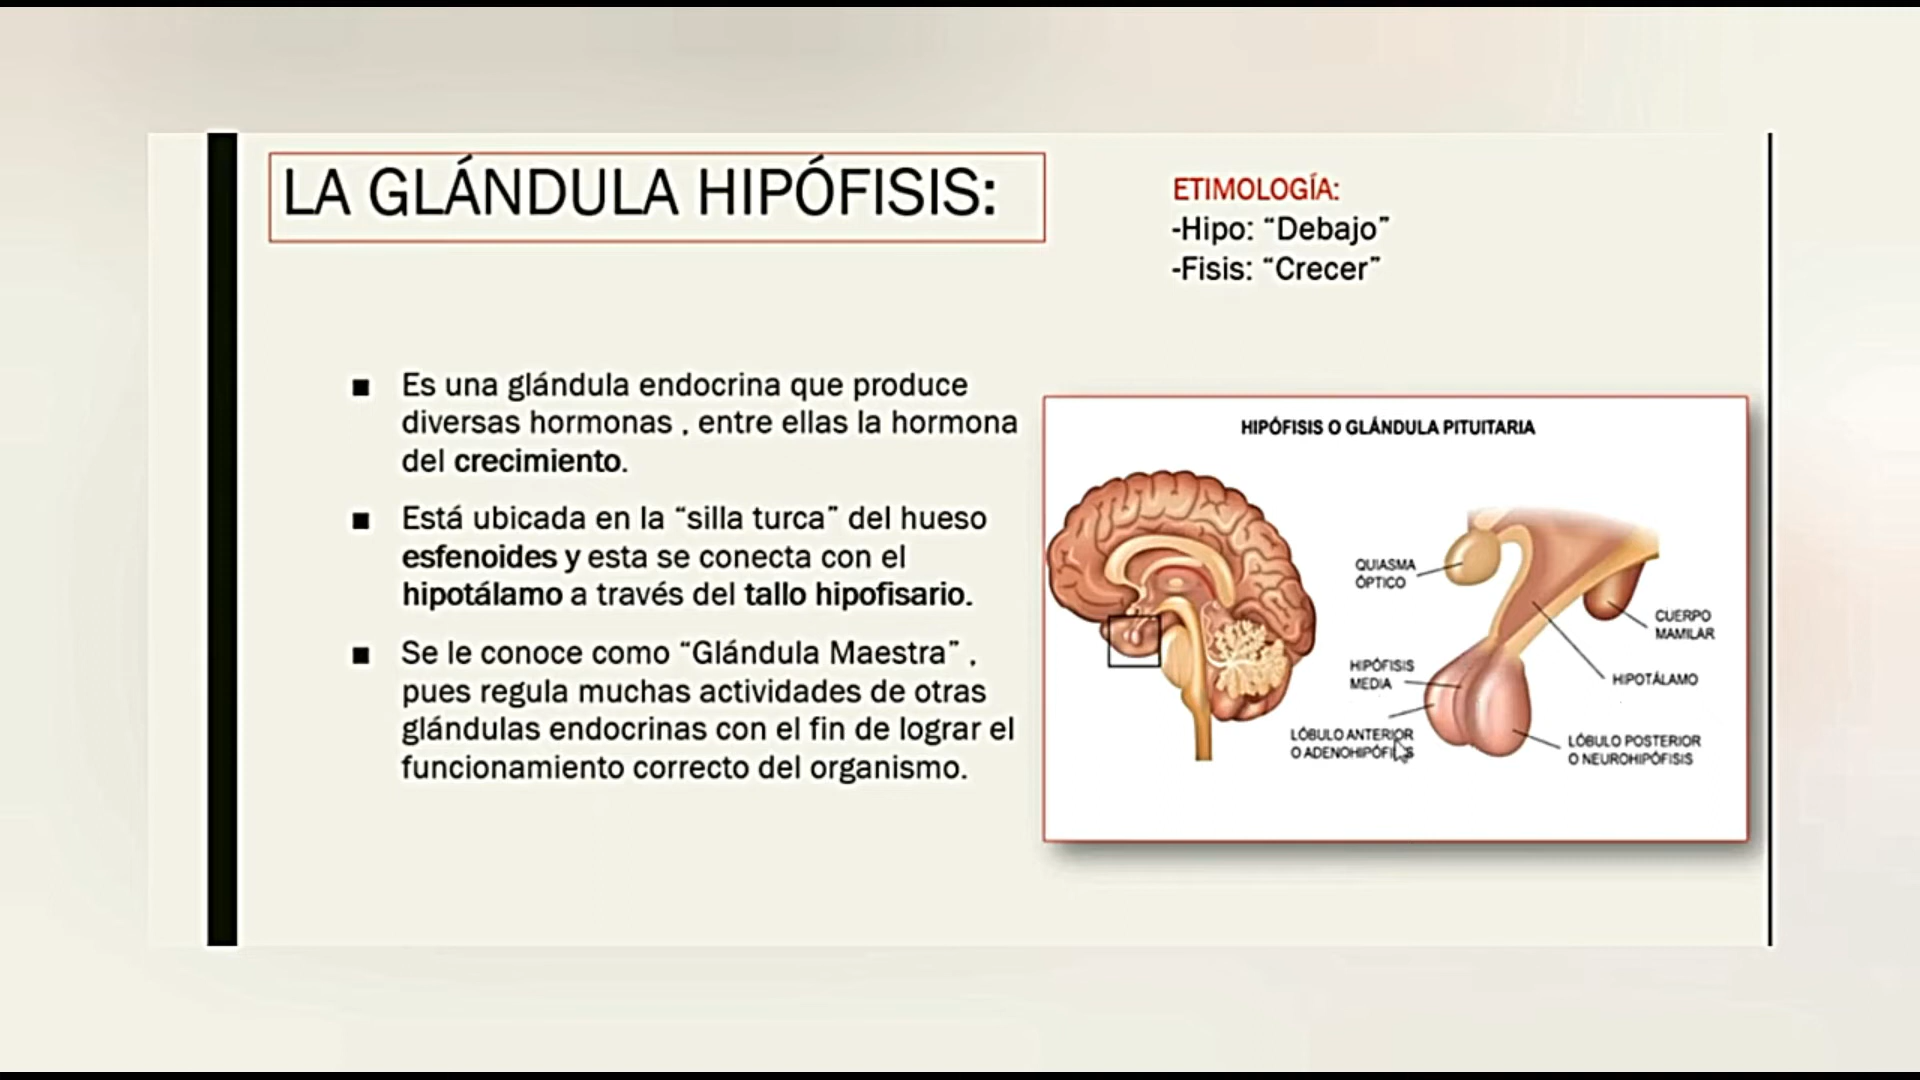 LA GLÁNDULA HIPÓFISIS:
ETIMOLOGÍA:
-Hipo: “Debajo”
-Fisis: “Crecer”
■ Es una glándula endocrina que produce
diversas hormonas , entre ellas la hormona
del crecimiento.
■ Está ubicada en la “silla turca” del hueso
esfenoides y esta se conecta con el
hipotálamo a través del tallo hipofisario.
■ Se le conoce como “Glándula Maestra” ,
pues regula muchas actividades de otras
glándulas endocrinas con el fin de lograr el
funcionamiento correcto del organismo.
HIPÓFISIS O GLÁNDULA PITUITARIA
QUIASMA
ÓPTICO
CUERPO
MAMILAR
HIPÓFISIS
MEDIA
HIPOTÁLAMO
LÓBULO ANTERIOR
O ADENOHIPÓFISIS
LÓBULO POSTERIOR
O NEUROHIPÓFISIS